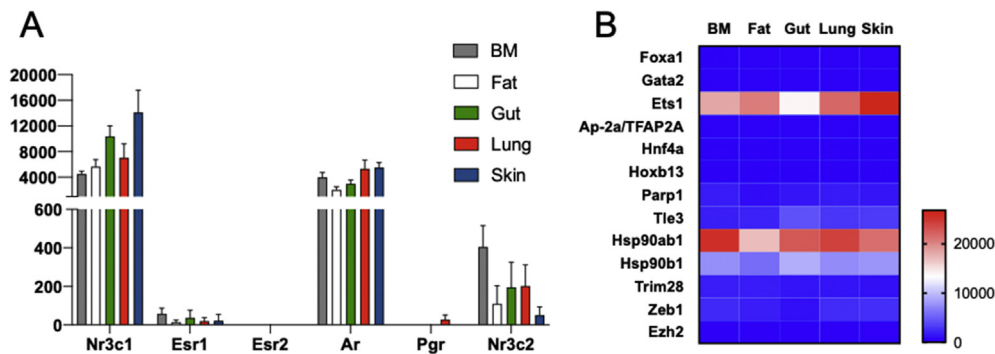 A
BM
Fat
Gut
Lung
Skin
20000
16000
12000
8000
4000
600
400
200
0
Nr3c1 Esr1 Esr2 Ar Pgr Nr3c2
B
BM Fat Gut Lung Skin
Foxa1
Gata2
Ets1
Ap-2a/TFAP2A
Hnf4a
Hoxb13
Parp1
Tle3
Hsp90ab1
Hsp90b1
Trim28
Zeb1
Ezh2
20000
10000
0